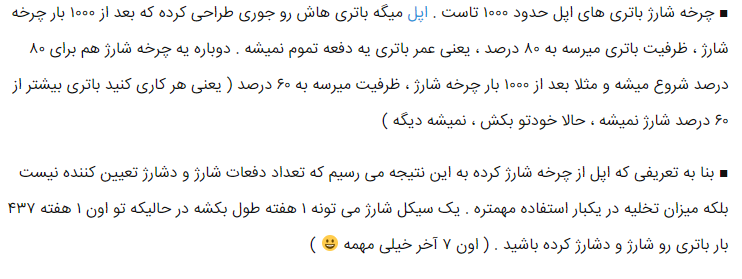 ■ چرخه شارژ باتری های اپل حدود ۱۰۰۰ تاست . اپل میگه باتری هاش رو جوری طراحی کرده که بعد از ۱۰۰۰ بار چرخه
شارژ ، ظرفیت باتری میرسه به ۸۰ درصد ، یعنی عمر باتری یه دفعه تموم نمیشه . دوباره یه چرخه شارژ هم برای ۸۰
درصد شروع میشه و مثلا بعد از ۱۰۰۰ بار چرخه شارژ ، ظرفیت میرسه به ۶۰ درصد ( یعنی هر کاری کنید باتری بیشتر از
۶۰ درصد شارژ نمیشه ، حالا خودتو بکش ، نمیشه دیگه )
■ بنا به تعریفی که اپل از چرخه شارژ کرده به این نتیجه می رسیم که تعداد دفعات شارژ و دشارژ تعیین کننده نیست
بلکه میزان تخلیه در یکبار استفاده مهمتره . یک سیکل شارژ می تونه ۱ هفته طول بکشه در حالیکه تو اون ۱ هفته ۴۳۷
بار باتری رو شارژ و دشارژ کرده باشید . ( اون ۷ آخر خیلی مهمه 😀 )